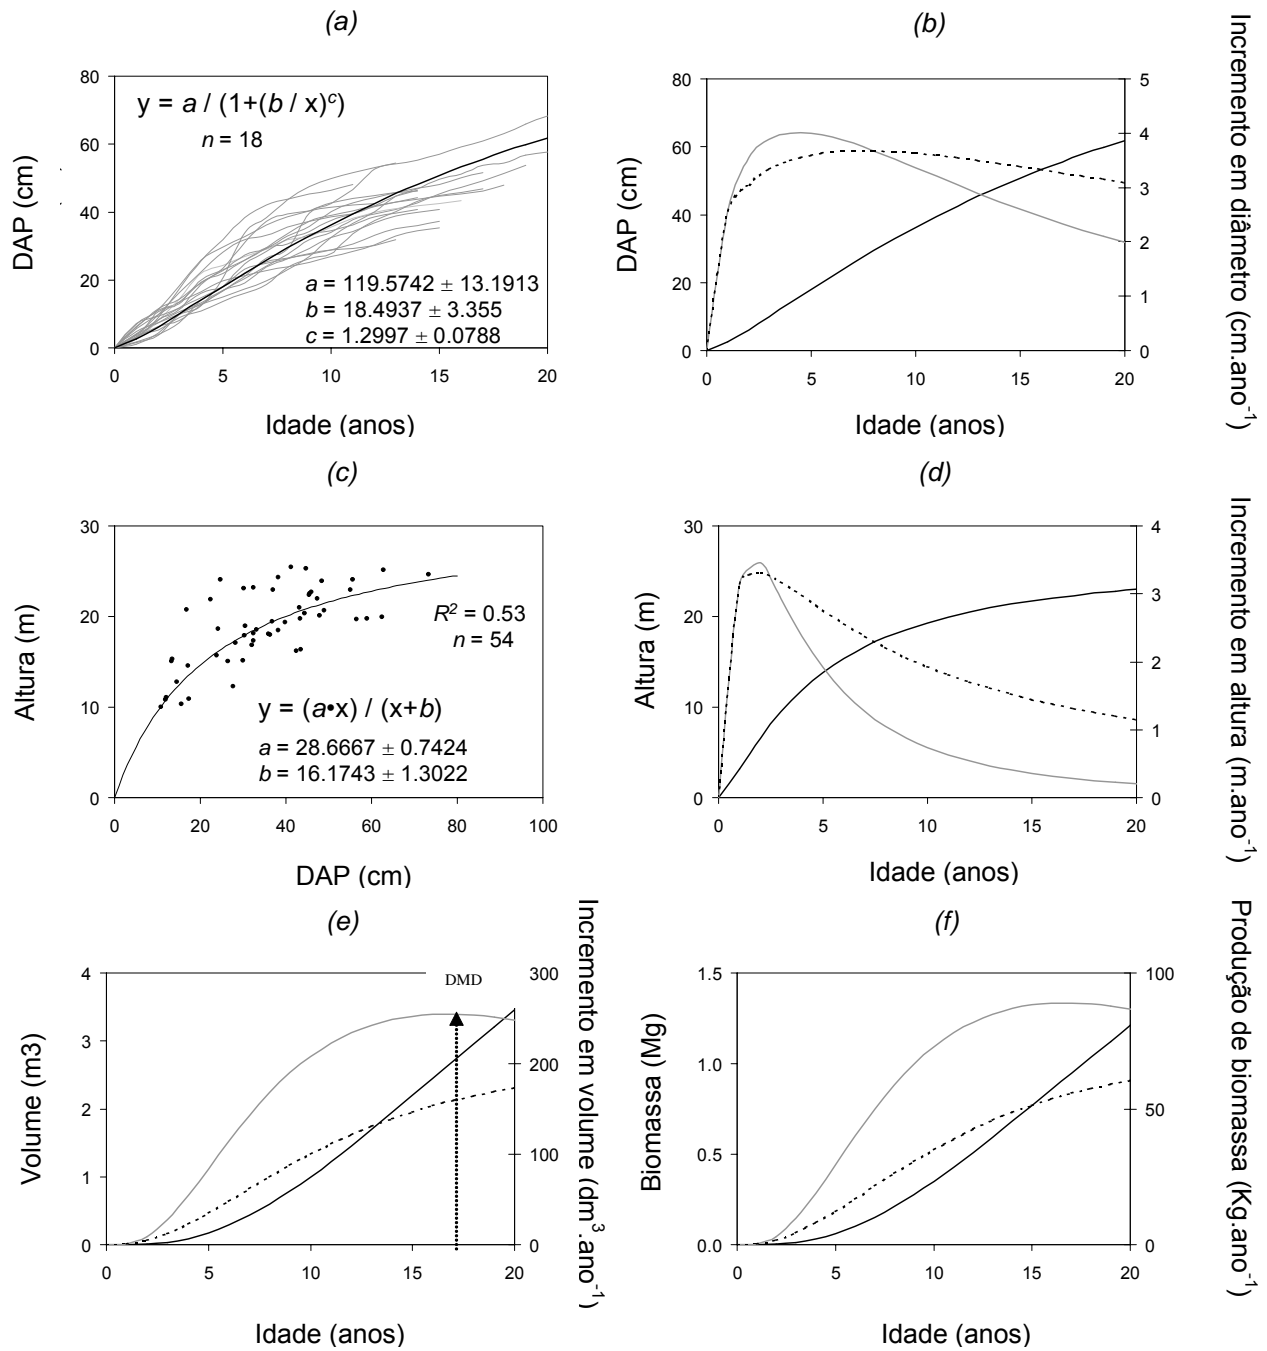 (a)
80
60
40
20
0
DAP (cm)
y = a / (1+(b / x)ᶜ)
n = 18
a = 119.5742 ± 13.1913
b = 18.4937 ± 3.355
c = 1.2997 ± 0.0788
0 5 10 15 20
Idade (anos)
(b)
80
60
40
20
0
DAP (cm)
5
4
3
2
1
0
Incremento em diâmetro (cm.ano⁻¹)
0 5 10 15 20
Idade (anos)
(c)
30
20
10
0
Altura (m)
R² = 0.53
n = 54
y = (a•x) / (x+b)
a = 28.6667 ± 0.7424
b = 16.1743 ± 1.3022
0 20 40 60 80 100
DAP (cm)
(d)
30
20
10
0
Altura (m)
4
3
2
1
0
Incremento em altura (m.ano⁻¹)
0 5 10 15 20
Idade (anos)
(e)
4
3
2
1
0
Volume (m3)
DMD
300
200
100
0
Incremento em volume (dm³.ano⁻¹)
0 5 10 15 20
Idade (anos)
(f)
1.5
1.0
0.5
0.0
Biomassa (Mg)
100
50
0
Produção de biomassa (Kg.ano⁻¹)
0 5 10 15 20
Idade (anos)